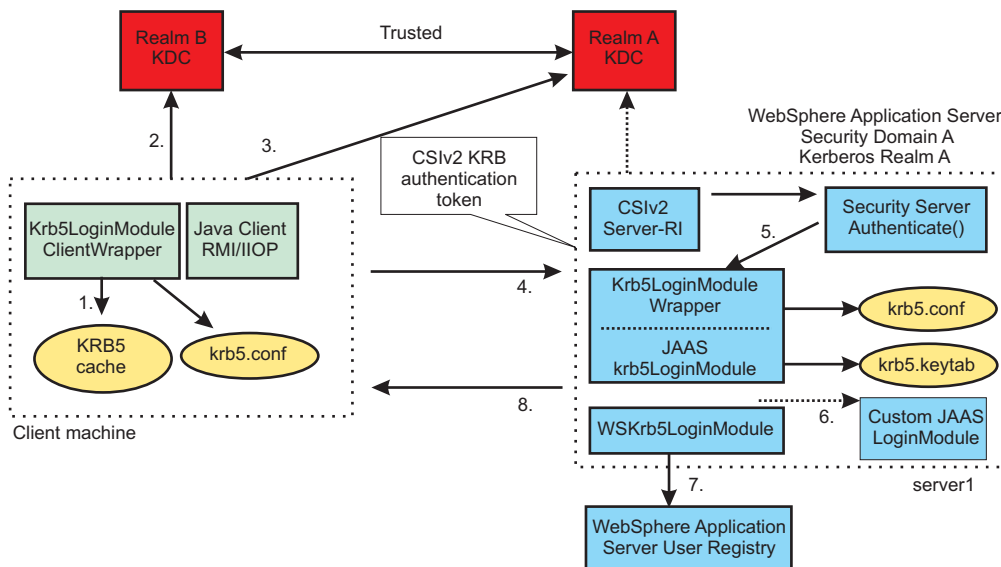 Realm B
KDC
Trusted
Realm A
KDC
2.
3.
WebSphere Application Server
Security Domain A
Kerberos Realm A
CSIv2 KRB
authentication
token
Krb5LoginModule
ClientWrapper
Java Client
RMI/IIOP
CSIv2
Server-RI
Security Server
Authenticate()
5.
1.
4.
Krb5LoginModule
Wrapper
JAAS
krb5LoginModule
krb5.conf
krb5.keytab
KRB5
cache
krb5.conf
8.
6.
WSKrb5LoginModule
Custom JAAS
LoginModule
Client machine
server1
7.
WebSphere Application
Server User Registry